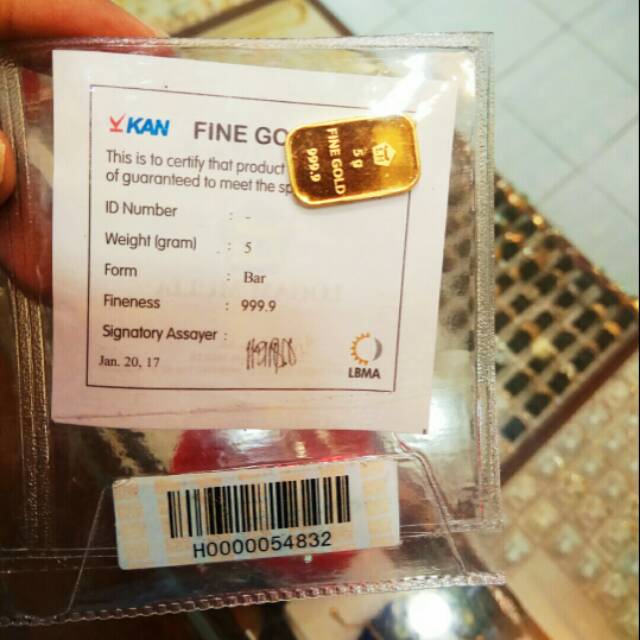 KAN FINE GO
This is to certify that product
of guaranteed to meet the sp
ID Number : -
Weight (gram) : 5
Form : Bar
Fineness : 999.9
Signatory Assayer :
Jan. 20, 17
LBMA
5 g
FINE GOLD
999.9
H0000054832